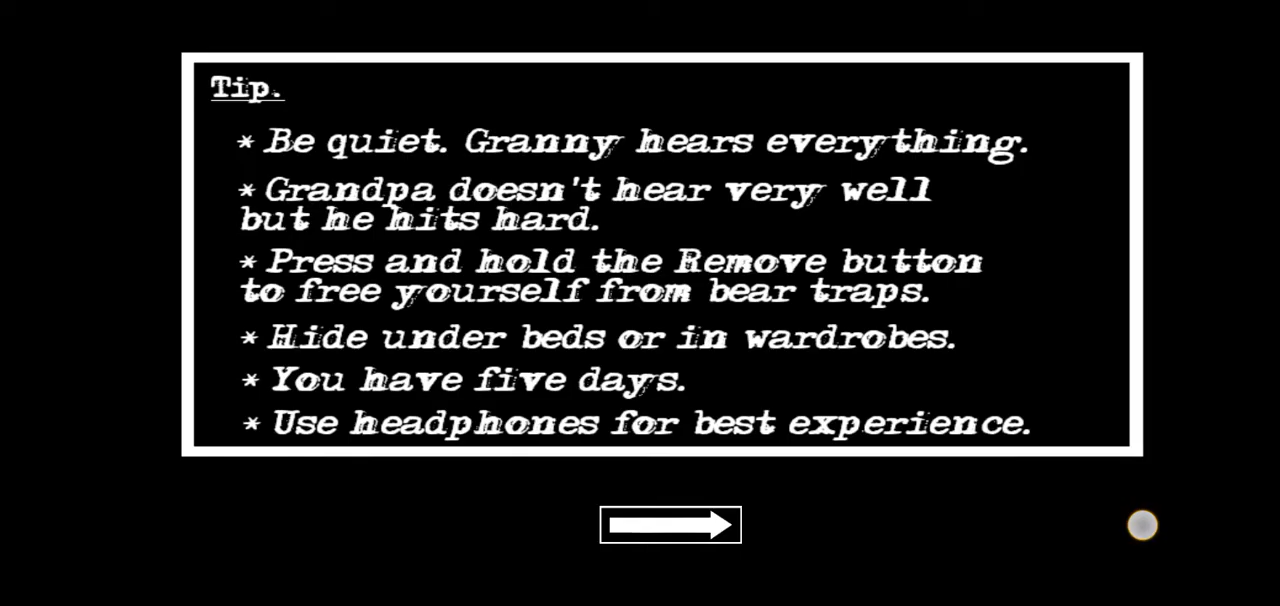 Tip.
* Be quiet. Granny hears everything.
* Grandpa doesn't hear very well
but he hits hard.
* Press and hold the Remove button
to free yourself from bear traps.
* Hide under beds or in wardrobes.
* You have five days.
* Use headphones for best experience.